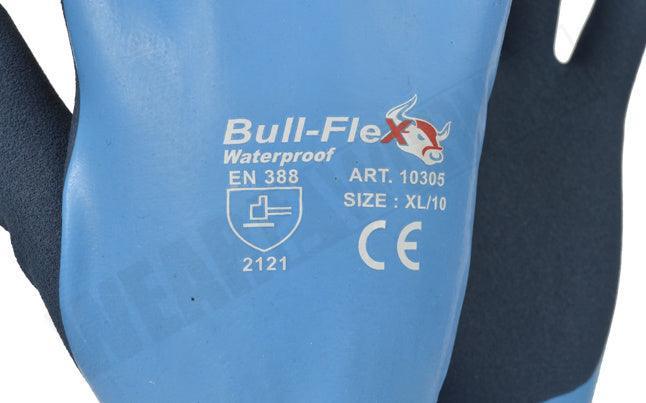 Bull-Flex
Waterproof
EN 388 ART. 10305
SIZE : XL/10
CE
2121